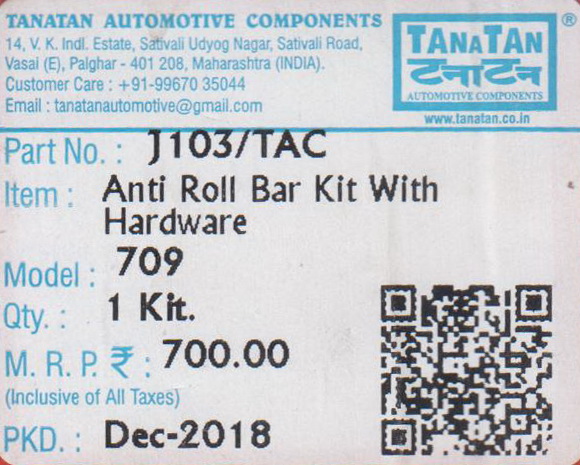 TANATAN AUTOMOTIVE COMPONENTS
14, V. K. Indl. Estate, Sativali Udyog Nagar, Sativali Road,
Vasai (E), Palghar - 401 208, Maharashtra (INDIA).
Customer Care : +91-99670 35044
Email : tanatanautomotive@gmail.com
TANATAN ®
टनाटन
AUTOMOTIVE COMPONENTS
www.tanatan.co.in
Part No. : J103/TAC
Item : Anti Roll Bar Kit With
Hardware
Model : 709
Qty. : 1 Kit.
M. R. P. ₹ : 700.00
(Inclusive of All Taxes)
PKD. : Dec-2018